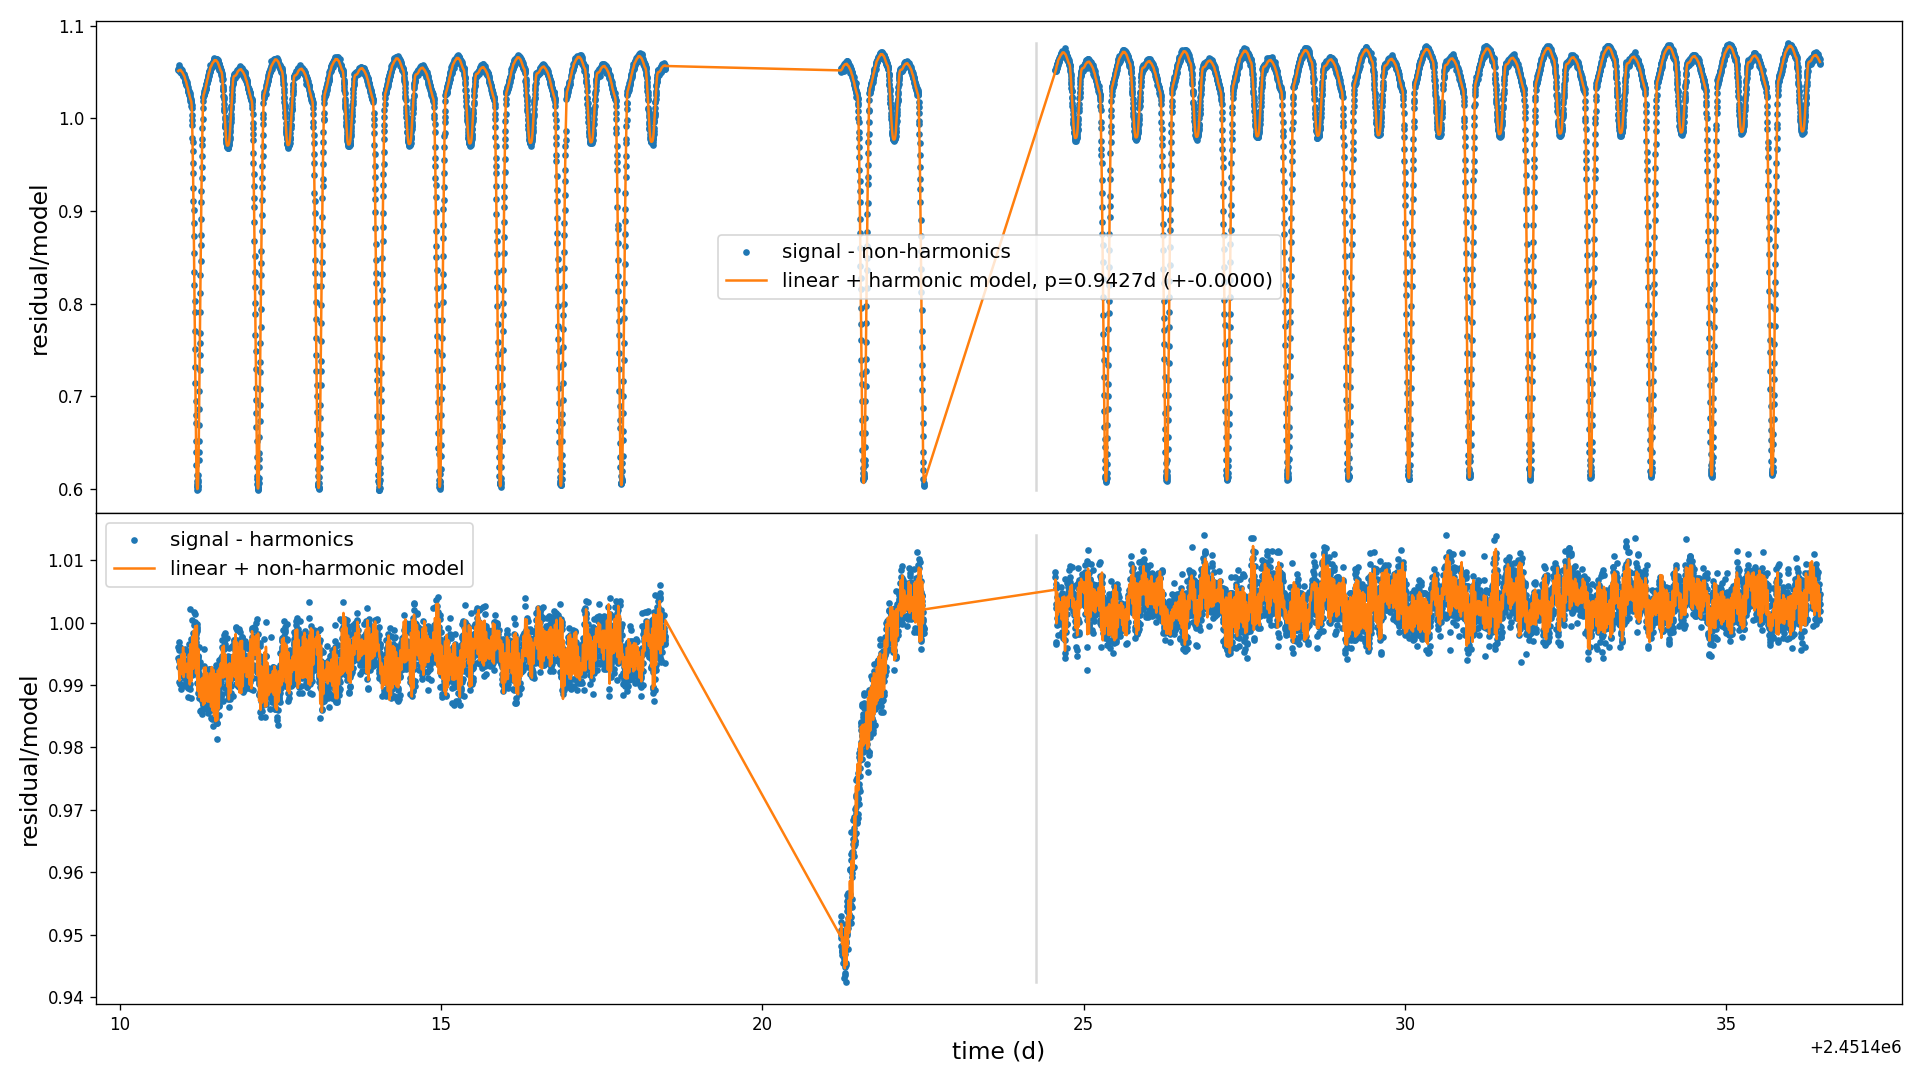 1.1
1.0
0.9
0.8
0.7
0.6
residual/model
signal - non-harmonics
linear + harmonic model, p=0.9427d (+-0.0000)
signal - harmonics
linear + non-harmonic model
1.01
1.00
0.99
0.98
0.97
0.96
0.95
0.94
residual/model
10 15 20 25 30 35
time (d)
+2.4514e6